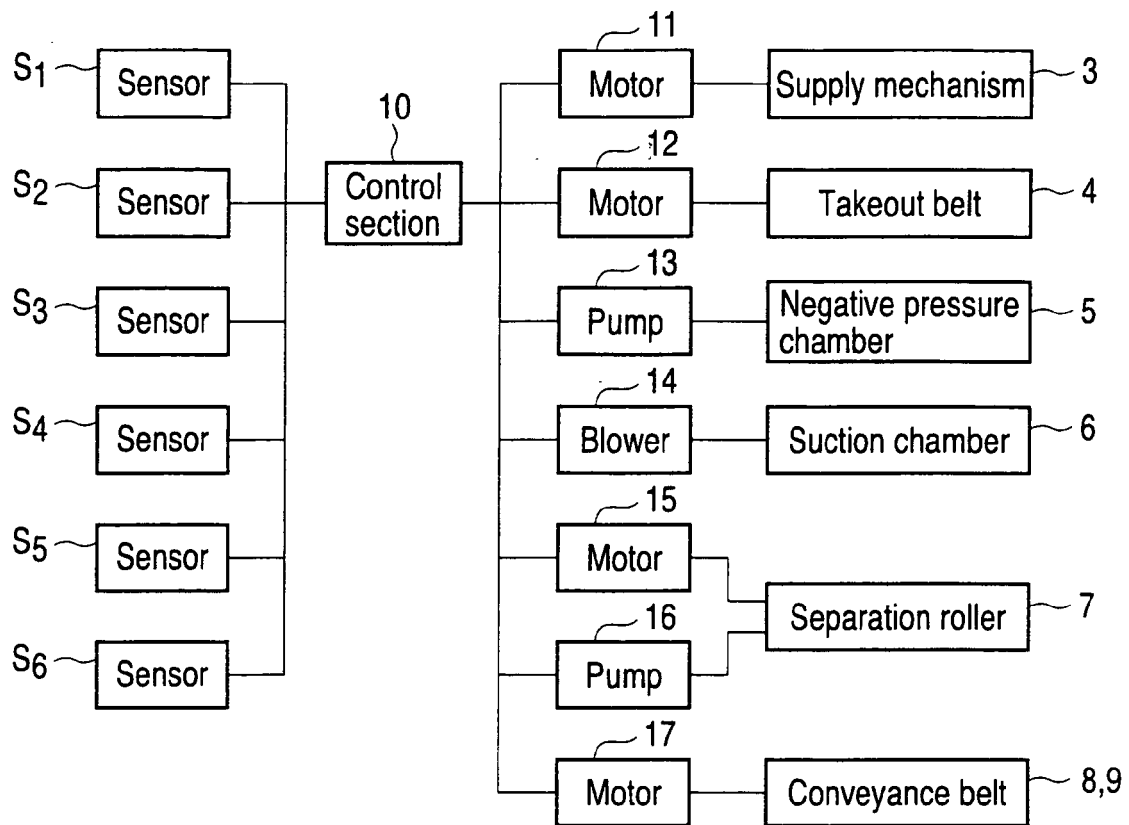 11
S1 Sensor Motor Supply mechanism 3
10 12
S2 Sensor Control section Motor Takeout belt 4
13
S3 Sensor Pump Negative pressure chamber 5
14
S4 Sensor Blower Suction chamber 6
15
S5 Sensor Motor
Separation roller 7
16
S6 Sensor Pump
17
Motor Conveyance belt 8,9